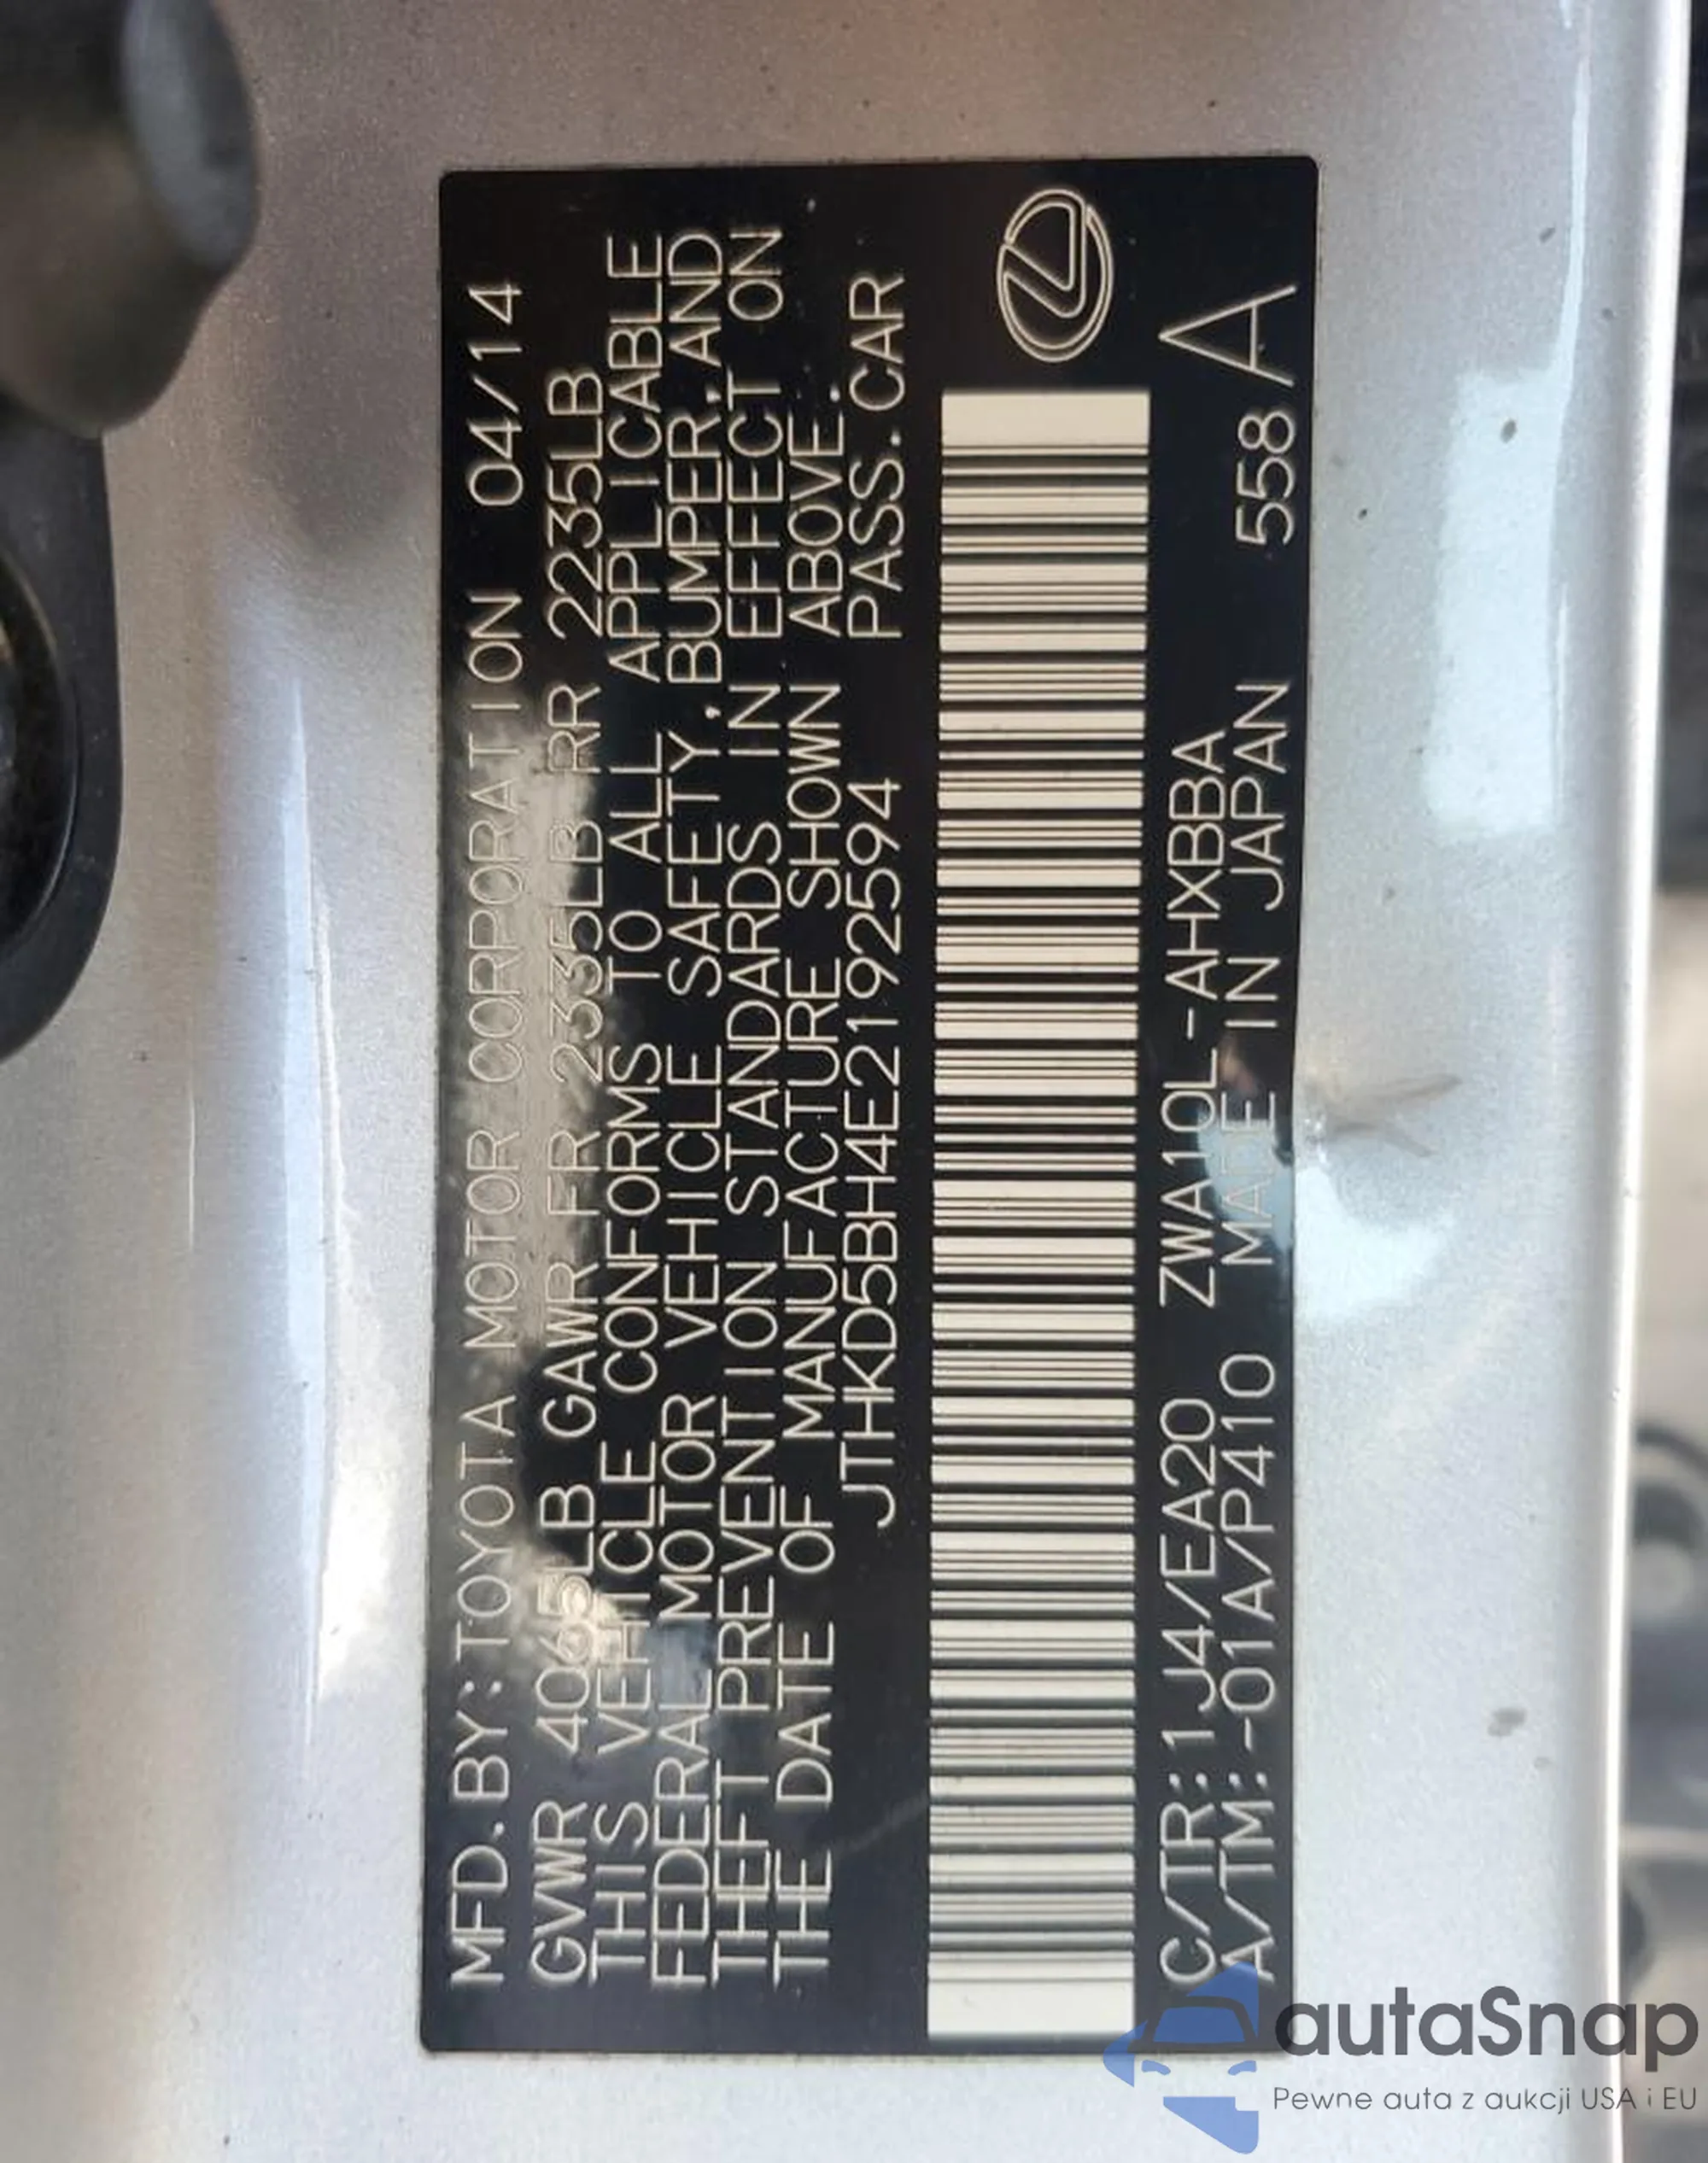 MFD.BY:TOYOTA MOTOR CORPORATION 04/14
GVWR 4065LB GAWR FR 2335LB RR 2235LB
THIS VEHICLE CONFORMS TO ALL APPLICABLE
FEDERAL MOTOR VEHICLE SAFETY,BUMPER,AND
THEFT PREVENTION STANDARDS IN EFFECT ON
THE DATE OF MANUFACTURE SHOWN ABOVE.
JTHKD5BH4E2192594 PASS.CAR
C/TR:1J4/EA20 ZWA10L-AHXBBA
A/TM:-01A/P410 MADE IN JAPAN 558 A
autaSnap
Pewne auta z aukcji USA i EU